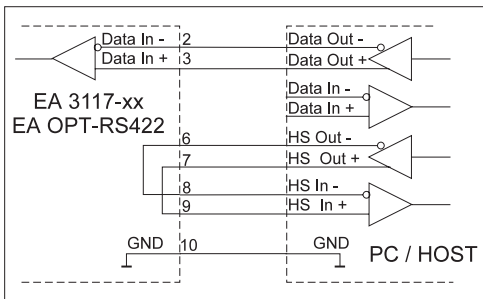 Data In - 2 Data Out -
Data In + 3 Data Out +
EA 3117-xx Data In -
EA OPT-RS422 Data In +
6 HS Out -
7 HS Out +
8 HS In -
9 HS In +
GND 10 GND
PC / HOST